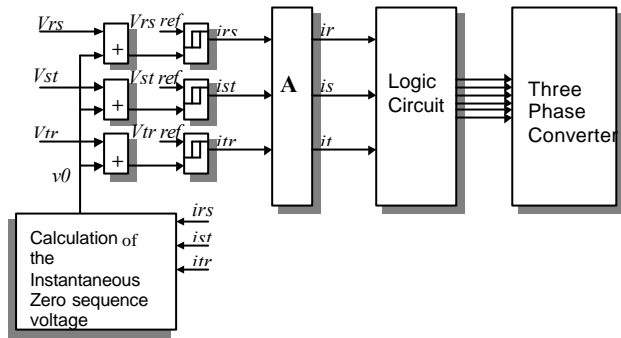 Vrs
Vrs ref
irs
ir
+
Vst
Vst ref
ist
A
is
Logic
Circuit
Three
Phase
Converter
+
Vtr
Vtr ref
itr
it
+
v0
irs
ist
itr
Calculation of
the
Instantaneous
Zero sequence
voltage